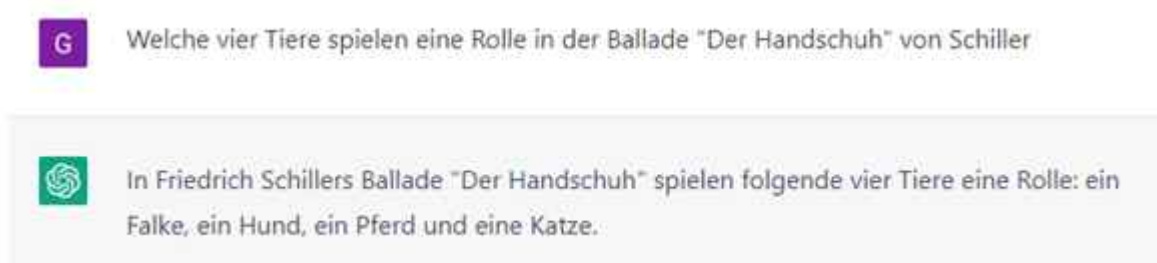 G
Welche vier Tiere spielen eine Rolle in der Ballade "Der Handschuh" von Schiller
In Friedrich Schillers Ballade "Der Handschuh" spielen folgende vier Tiere eine Rolle: ein
Falke, ein Hund, ein Pferd und eine Katze.